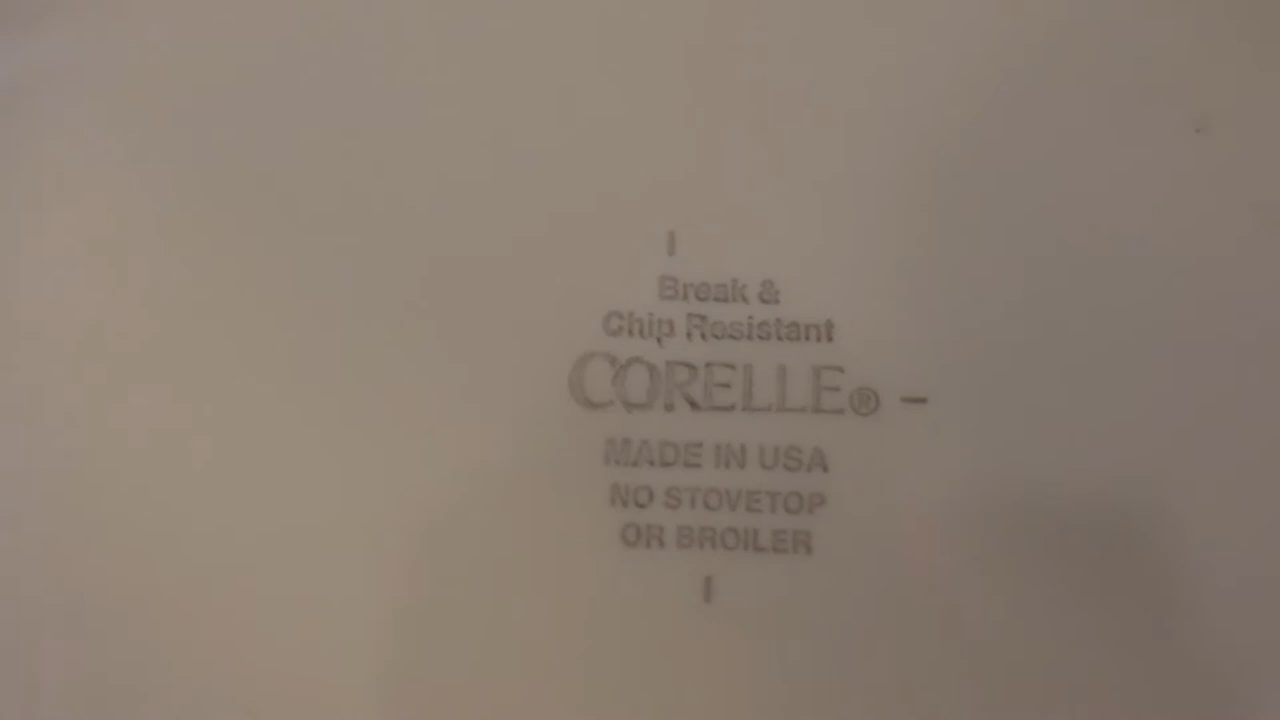 Break &
Chip Resistant
CORELLE® –
MADE IN USA
NO STOVETOP
OR BROILER